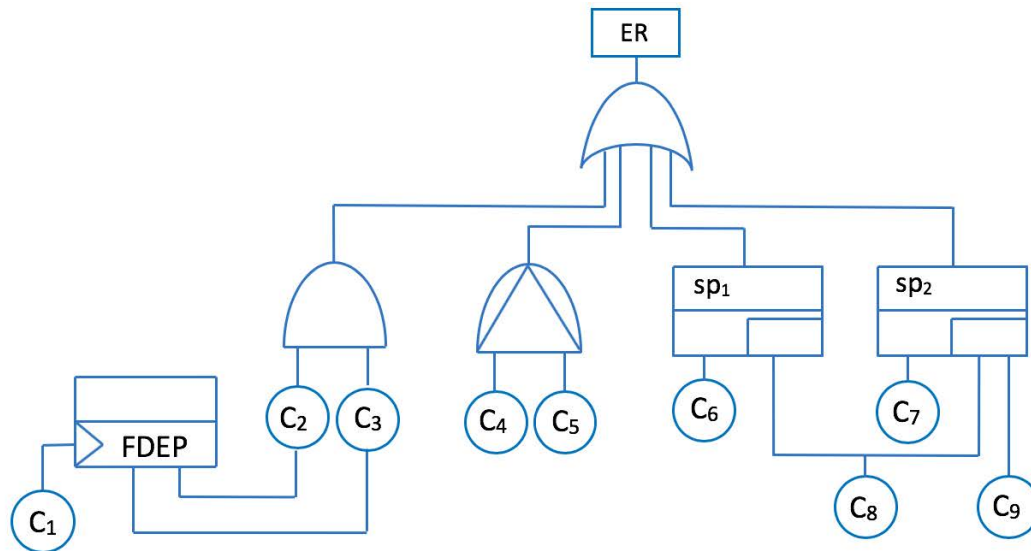 ER
sp₁
sp₂
C₂
C₃
C₄
C₅
C₆
C₇
FDEP
C₁
C₈
C₉